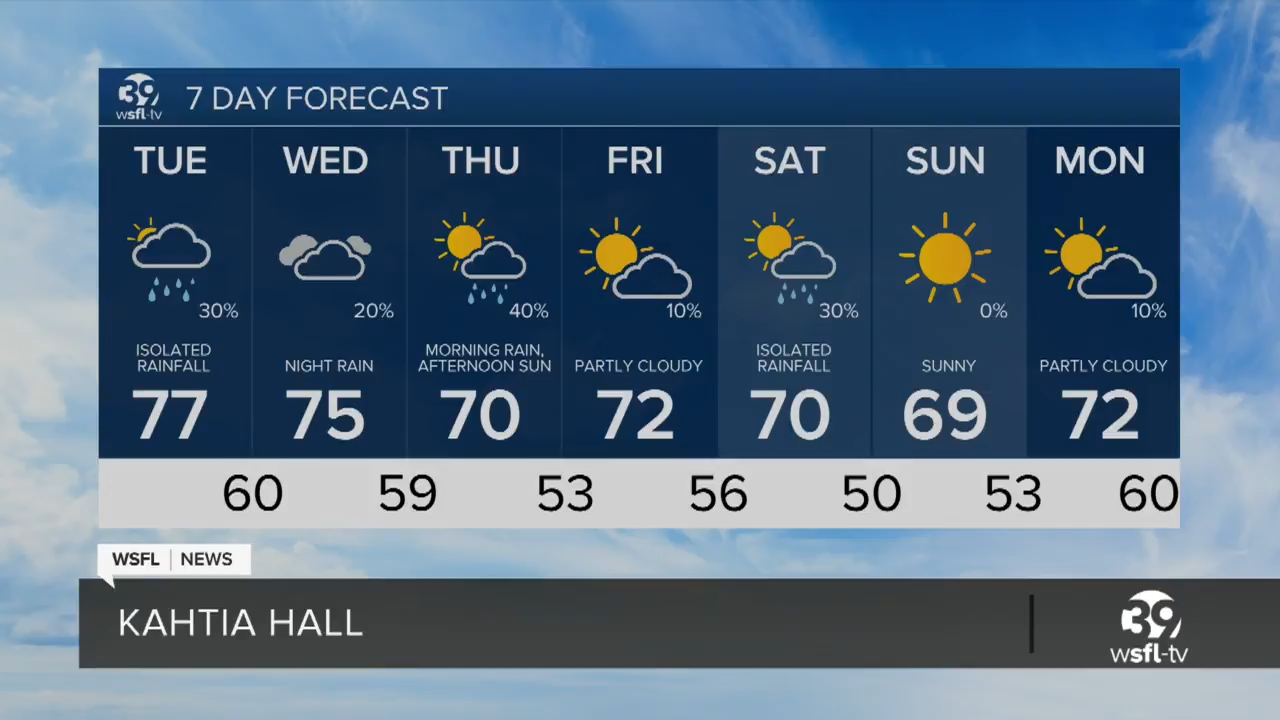 39
wsfl-tv
7 DAY FORECAST
TUE WED THU FRI SAT SUN MON
30% 20% 40% 10% 30% 0% 10%
ISOLATED
RAINFALL
NIGHT RAIN
MORNING RAIN,
AFTERNOON SUN
PARTLY CLOUDY
ISOLATED
RAINFALL
SUNNY
PARTLY CLOUDY
77 75 70 72 70 69 72
60 59 53 56 50 53 60
WSFL | NEWS
KAHTIA HALL
39
wsfl-tv